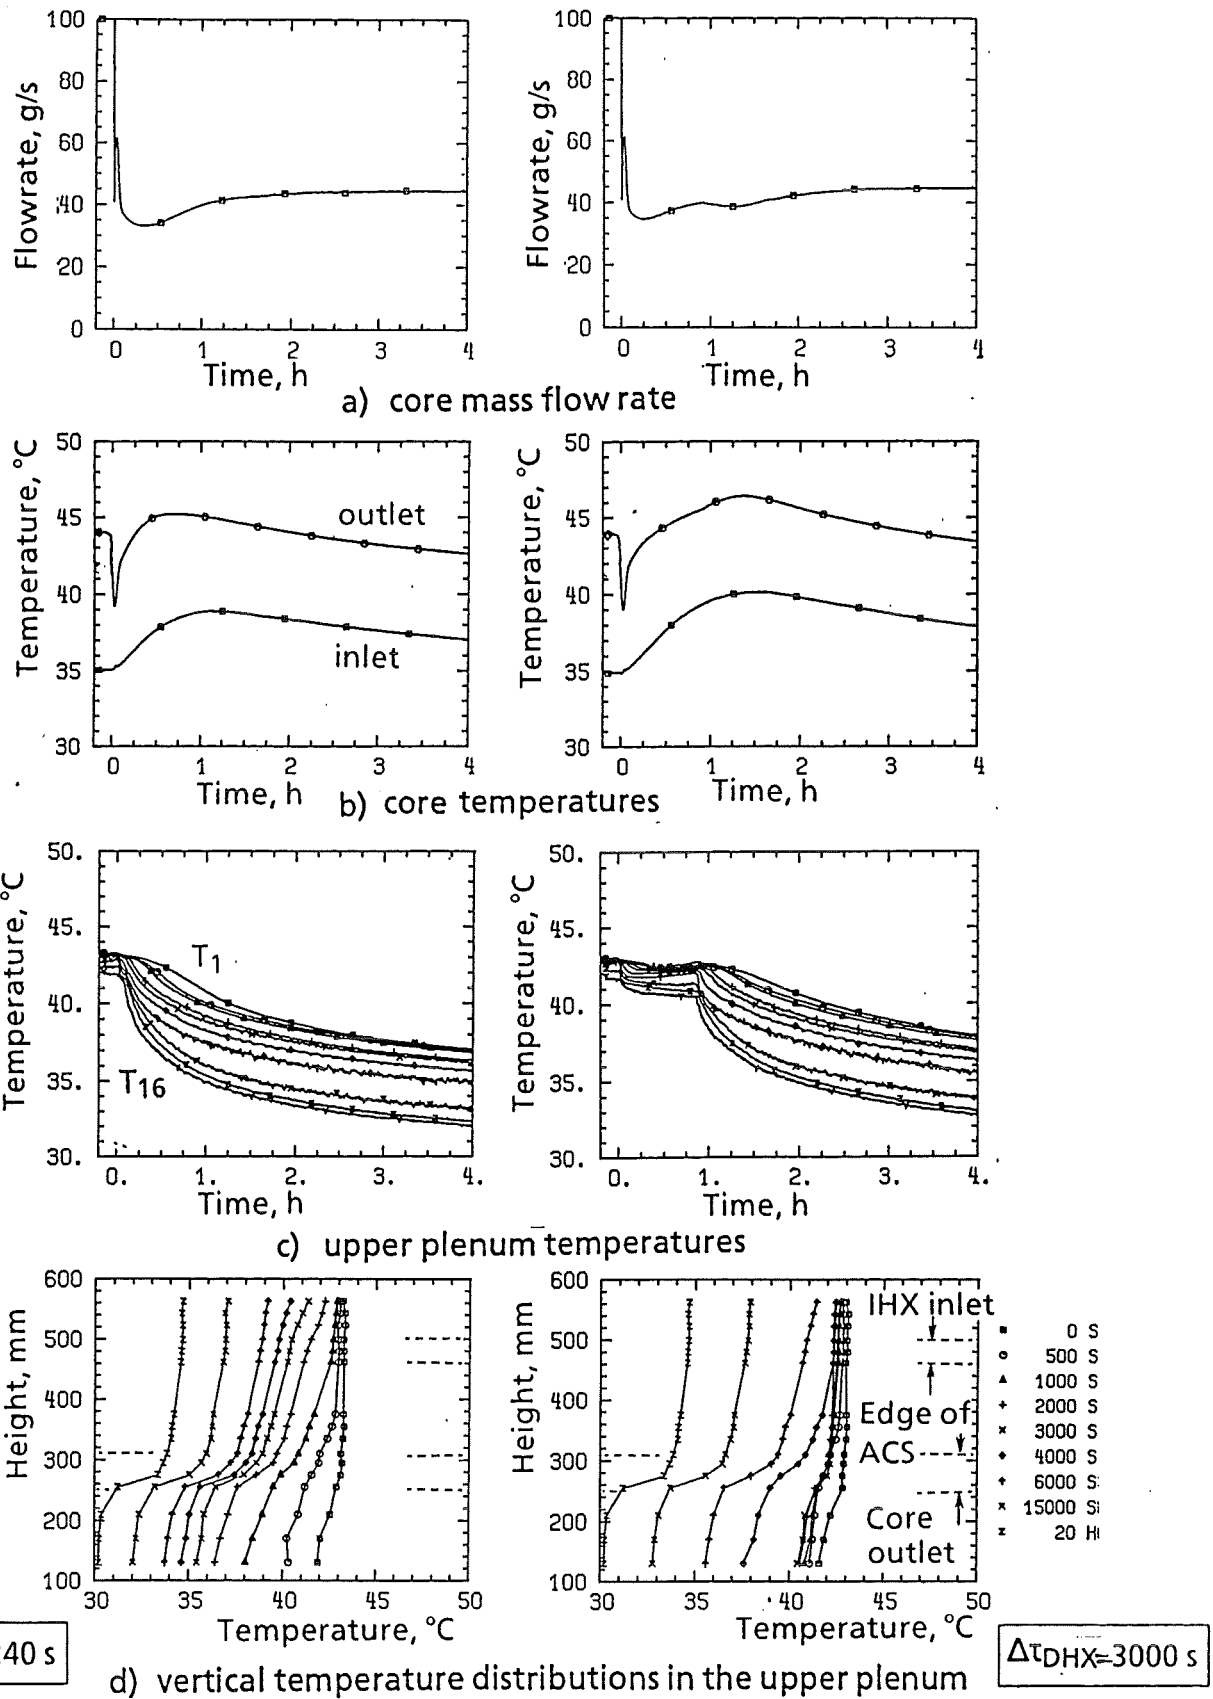 100
80
60
40
20
0
Flowrate, g/s
0 1 2 3 4
Time, h
100
80
60
40
20
0
Flowrate, g/s
0 1 2 3 4
Time, h
a) core mass flow rate
50
45
40
35
30
Temperature, °C
outlet
inlet
0 1 2 3 4
Time, h
50
45
40
35
30
Temperature, °C
0 1 2 3 4
Time, h
b) core temperatures
50.
45.
40.
35.
30.
Temperature, °C
T1
T16
0. 1. 2. 3. 4.
Time, h
50.
45.
40.
35.
30.
Temperature, °C
0. 1. 2. 3. 4.
Time, h
c) upper plenum temperatures
600
500
400
300
200
100
Height, mm
30 35 40 45 50
Temperature, °C
600
500
400
300
200
100
Height, mm
IHX inlet
Edge of
ACS
Core
outlet
30 35 40 45 50
Temperature, °C
0 S
500 S
1000 S
2000 S
3000 S
4000 S
6000 S
15000 S
20 H
40 s
ΔτDHX=3000 s
d) vertical temperature distributions in the upper plenum